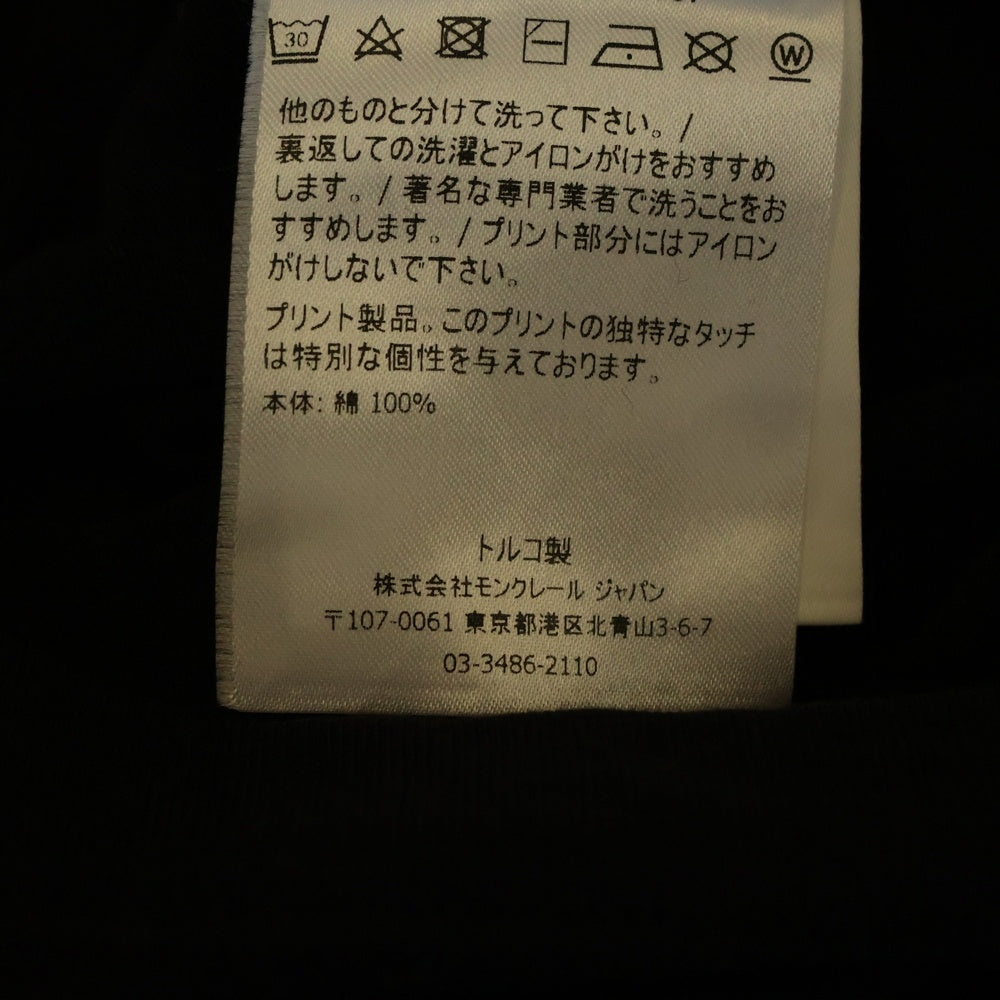 30
W
他のものと分けて洗って下さい。/
裏返しての洗濯とアイロンがけをおすすめ
します。/ 著名な専門業者で洗うことをお
すすめします。/ プリント部分にはアイロン
がけしないで下さい。
プリント製品。このプリントの独特なタッチ
は特別な個性を与えております。
本体: 綿 100%
トルコ製
株式会社モンクレール ジャパン
〒107-0061 東京都港区北青山3-6-7
03-3486-2110